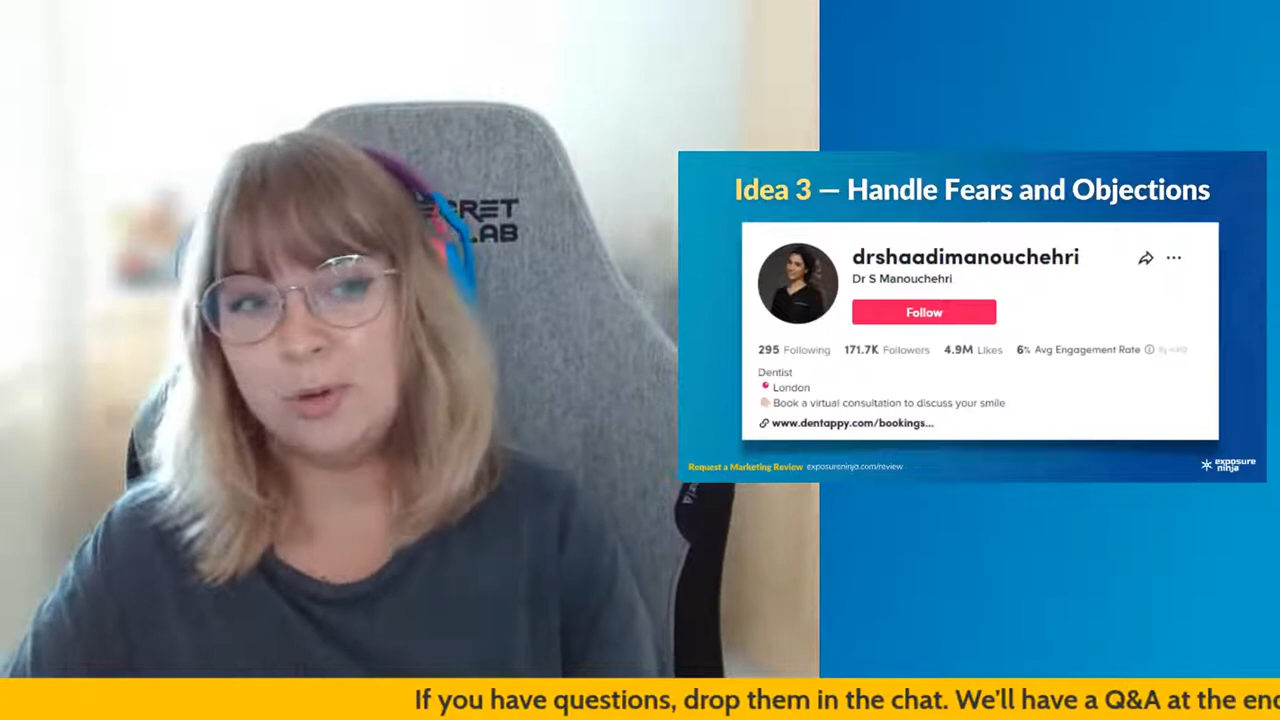 CRET
LAB
Idea 3 — Handle Fears and Objections
drshaadimanouchehri
Dr S Manouchehri
Follow
295 Following 171.7K Followers 4.9M Likes 6% Avg Engagement Rate
Dentist
London
Book a virtual consultation to discuss your smile
www.dentappy.com/bookings...
Request a Marketing Review exposureninja.com/review
exposure
ninja
If you have questions, drop them in the chat. We'll have a Q&A at the end